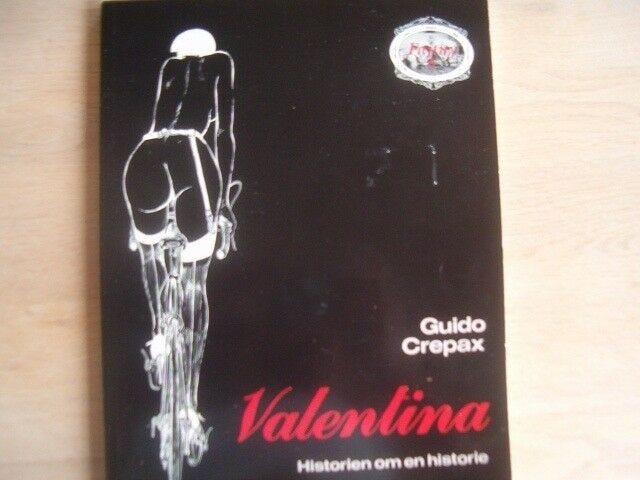 Guido
Crepax
Valentina
Historien om en historie